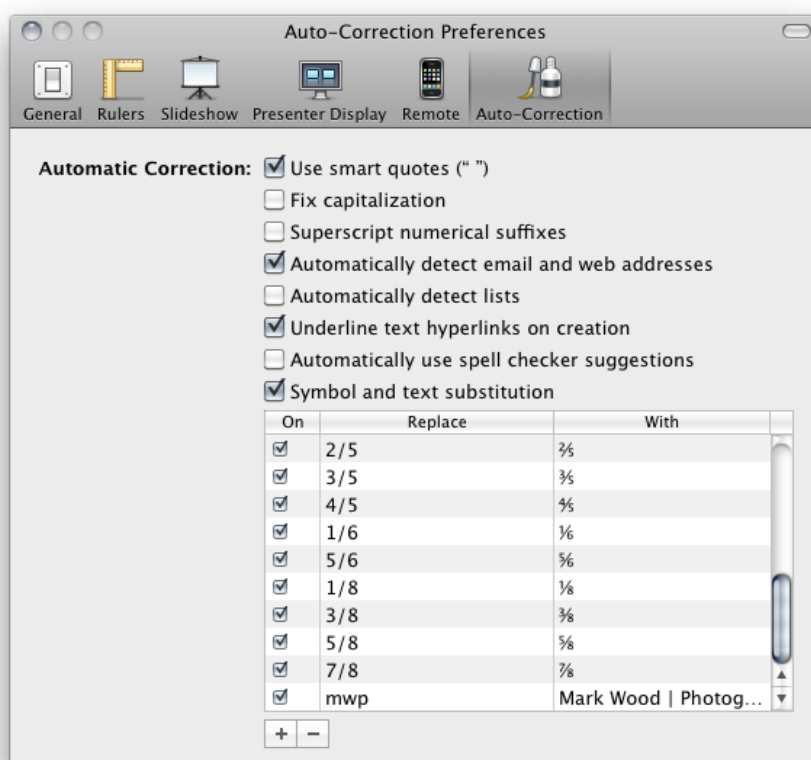 Auto-Correction Preferences
General Rulers Slideshow Presenter Display Remote Auto-Correction
Automatic Correction: Use smart quotes (“ ”)
Fix capitalization
Superscript numerical suffixes
Automatically detect email and web addresses
Automatically detect lists
Underline text hyperlinks on creation
Automatically use spell checker suggestions
Symbol and text substitution
On Replace With
2/5 ⅖
3/5 ⅗
4/5 ⅘
1/6 ⅙
5/6 ⅚
1/8 ⅛
3/8 ⅜
5/8 ⅝
7/8 ⅞
mwp Mark Wood | Photog...
+ −